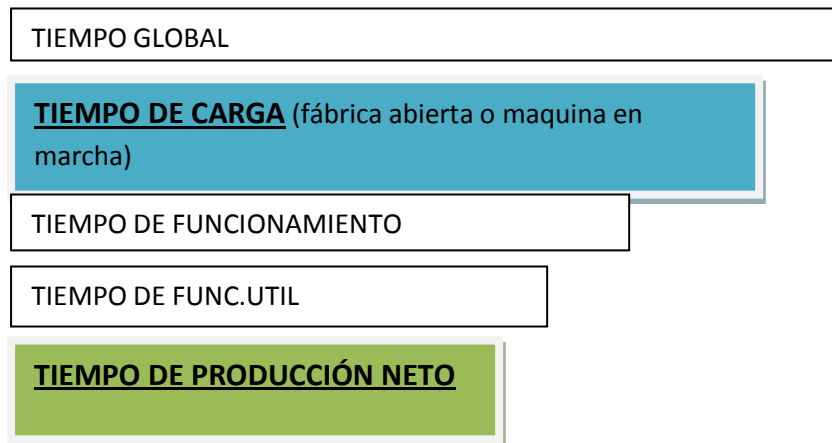 TIEMPO GLOBAL
TIEMPO DE CARGA (fábrica abierta o maquina en
marcha)
TIEMPO DE FUNCIONAMIENTO
TIEMPO DE FUNC.UTIL
TIEMPO DE PRODUCCIÓN NETO